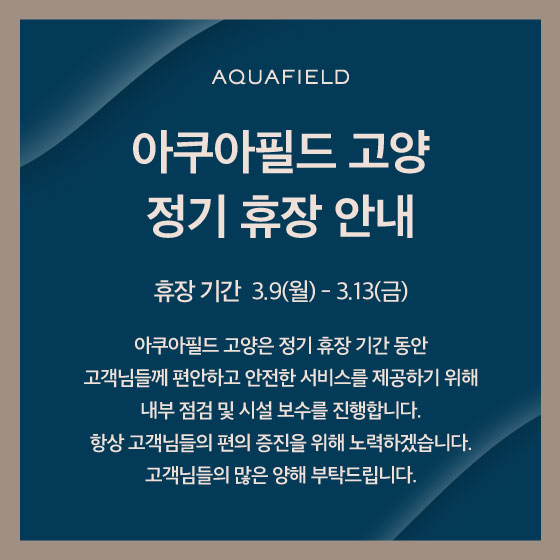 AQUAFIELD
아쿠아필드 고양
정기 휴장 안내
휴장 기간 3.9(월) - 3.13(금)
아쿠아필드 고양은 정기 휴장 기간 동안
고객님들께 편안하고 안전한 서비스를 제공하기 위해
내부 점검 및 시설 보수를 진행합니다.
항상 고객님들의 편의 증진을 위해 노력하겠습니다.
고객님들의 많은 양해 부탁드립니다.